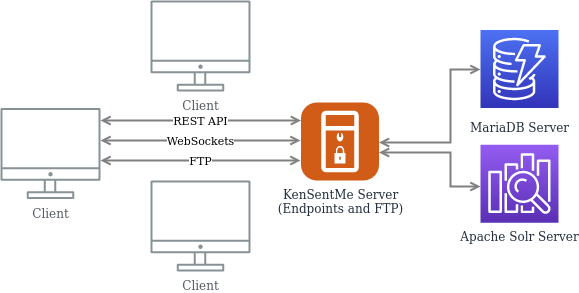 Client
REST API
WebSockets
FTP
Client
Client
KenSentMe Server
(Endpoints and FTP)
MariaDB Server
Apache Solr Server